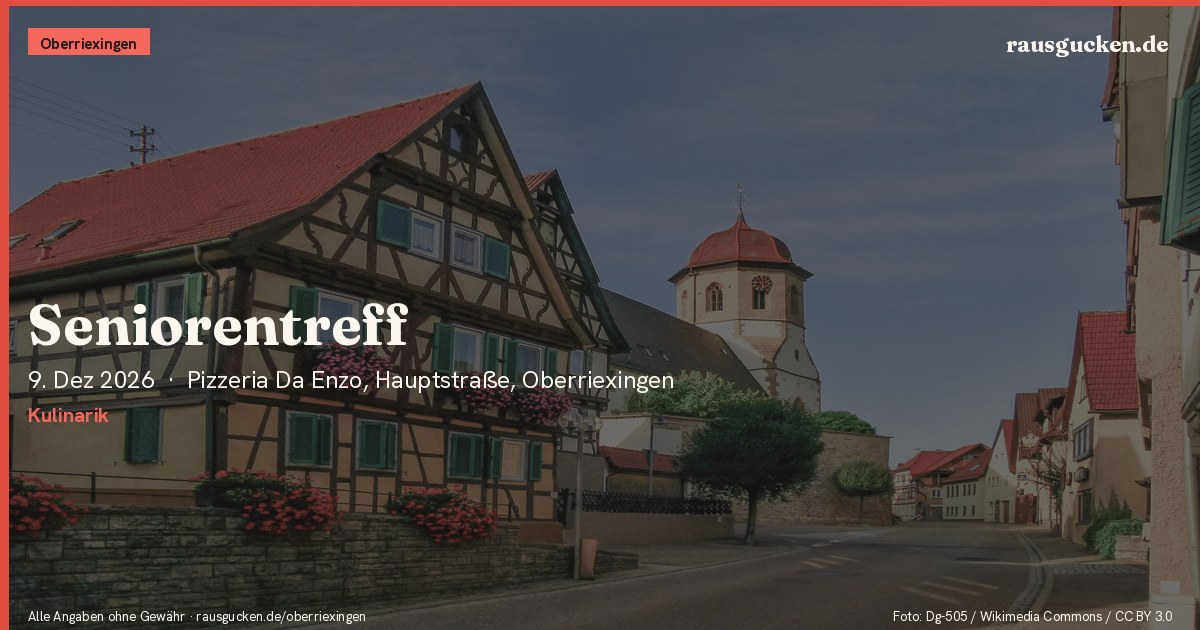 Oberriexingen
rausgucken.de
Seniorentreff
9. Dez 2026 · Pizzeria Da Enzo, Hauptstraße, Oberriexingen
Kulinarik
Alle Angaben ohne Gewähr · rausgucken.de/oberriexingen
Foto: Dg-505 / Wikimedia Commons / CC BY 3.0